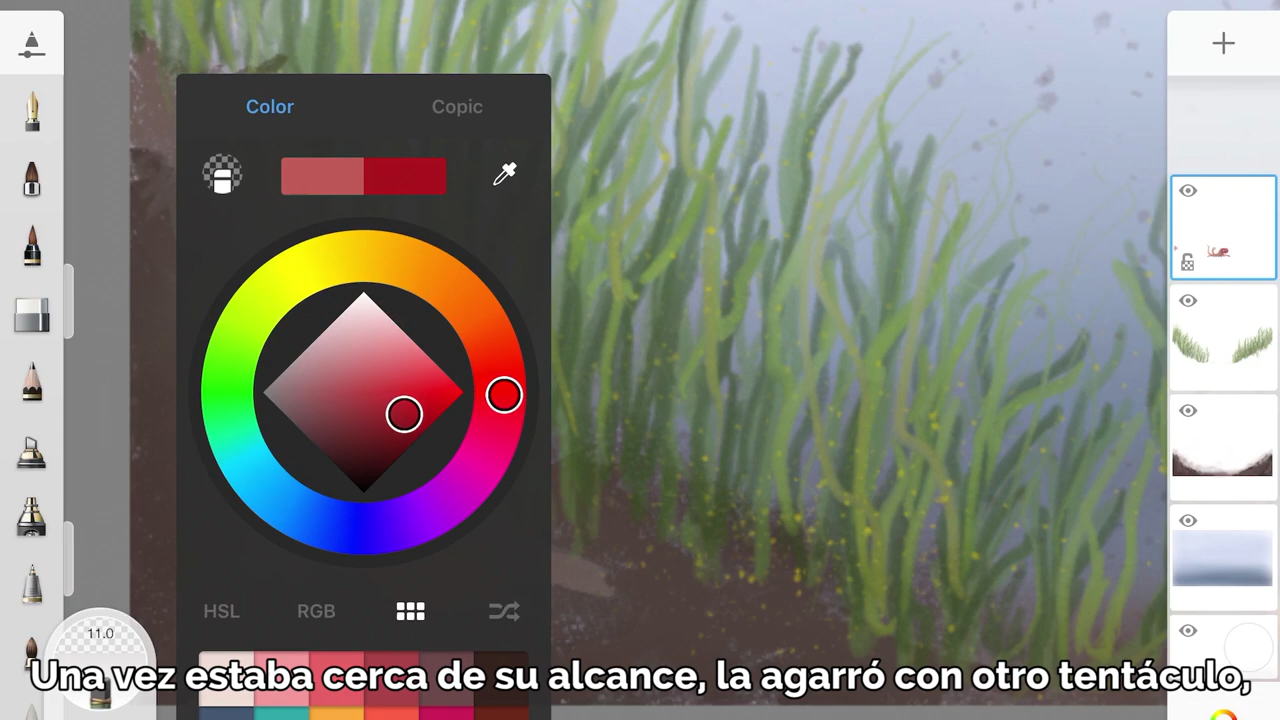 Color Copic
HSL RGB
11.0
Una vez estaba cerca de su alcance, la agarró con otro tentáculo,